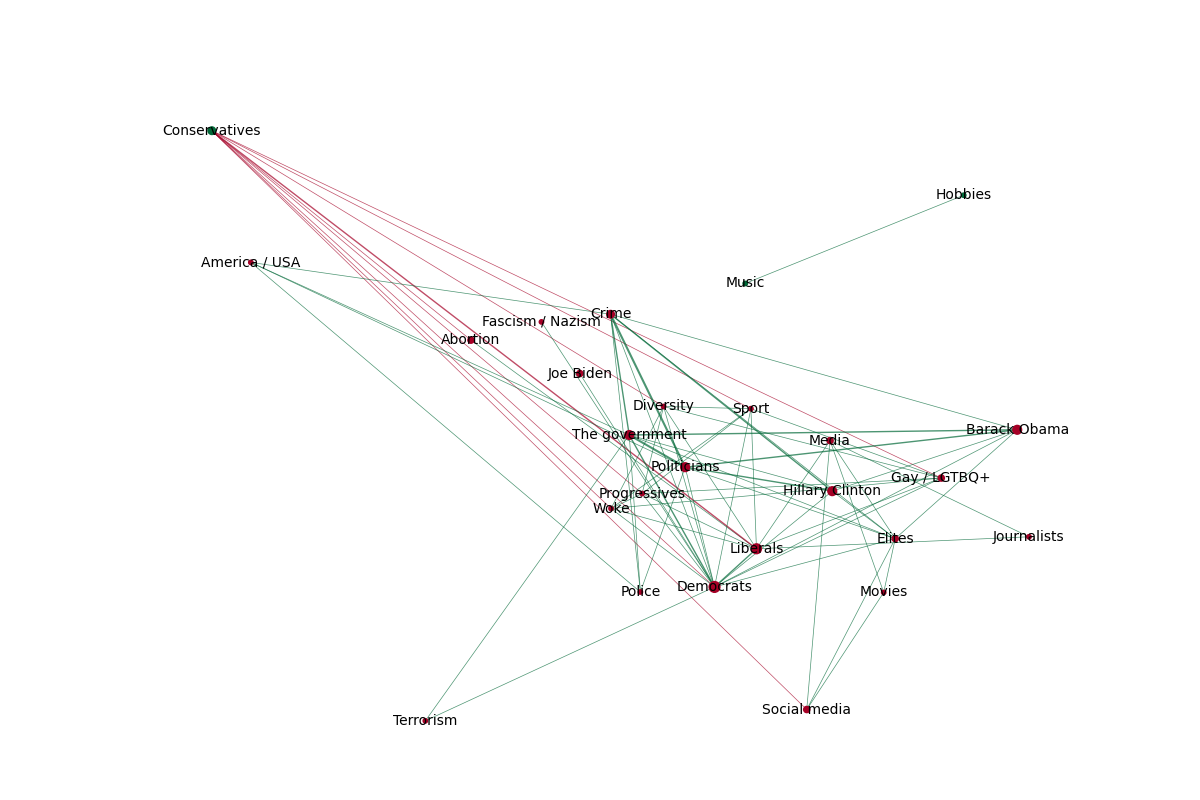 Conservatives
Hobbies
America / USA
Music
Crime
Fascism / Nazism
Abortion
Joe Biden
Diversity
Sport
Barack Obama
The government
Media
Politicians
Gay / LGTBQ+
Hillary Clinton
Progressives
Woke
Journalists
Elites
Liberals
Democrats
Police
Movies
Social media
Terrorism